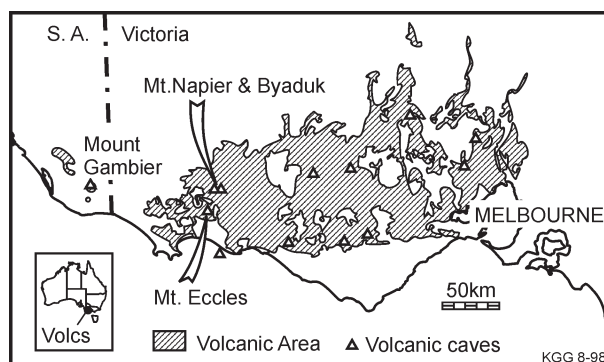 S. A. Victoria
Mt.Napier & Byaduk
Mount
Gambier
MELBOURNE
Mt. Eccles
50km
Volcs
Volcanic Area
Volcanic caves
KGG 8-98